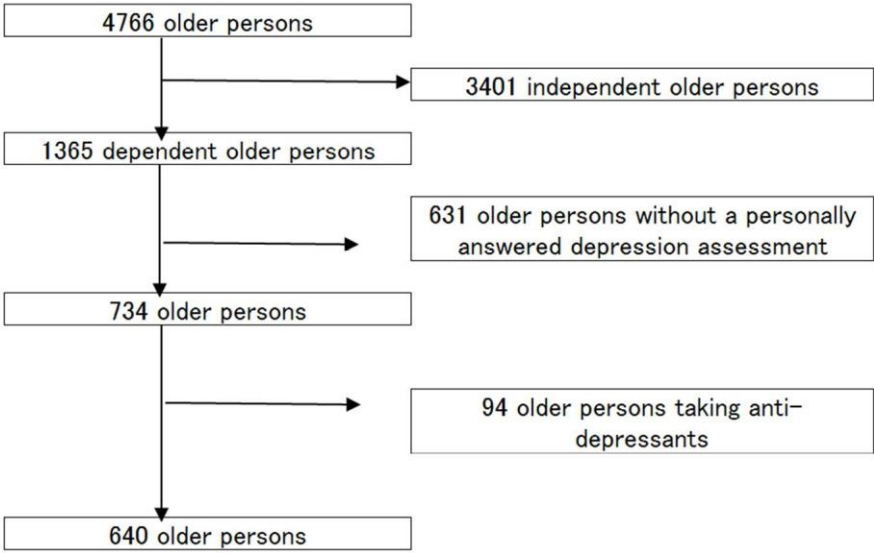 4766 older persons
3401 independent older persons
1365 dependent older persons
631 older persons without a personally
answered depression assessment
734 older persons
94 older persons taking anti-
depressants
640 older persons